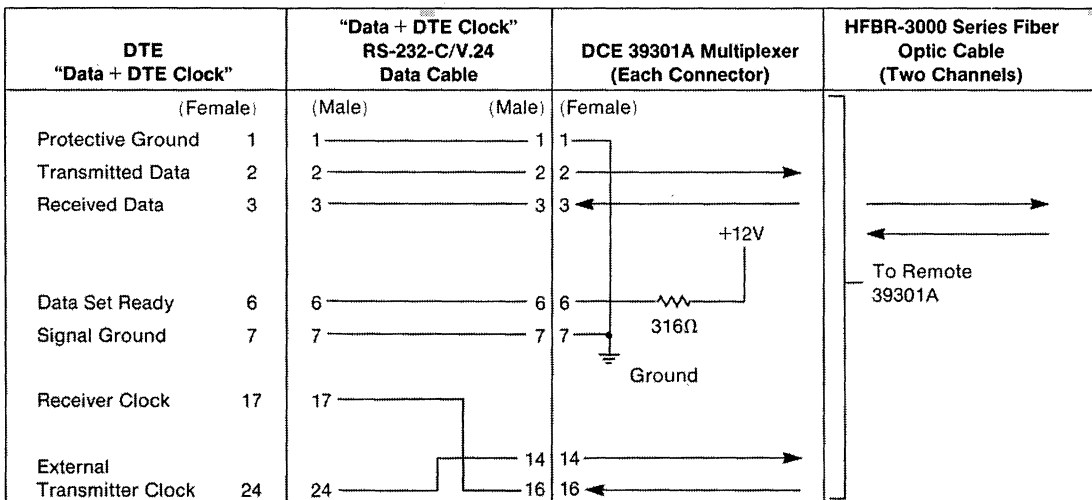 DTE
"Data + DTE Clock"
"Data + DTE Clock"
RS-232-C/V.24
Data Cable
DCE 39301A Multiplexer
(Each Connector)
HFBR-3000 Series Fiber
Optic Cable
(Two Channels)
(Female) (Male) (Male) (Female)
Protective Ground 1 1 1 1
Transmitted Data 2 2 2 2
Received Data 3 3 3 3
+12V
To Remote
39301A
Data Set Ready 6 6 6 6
316Ω
Signal Ground 7 7 7 7
Ground
Receiver Clock 17 17
14 14
External
Transmitter Clock 24 24 16 16